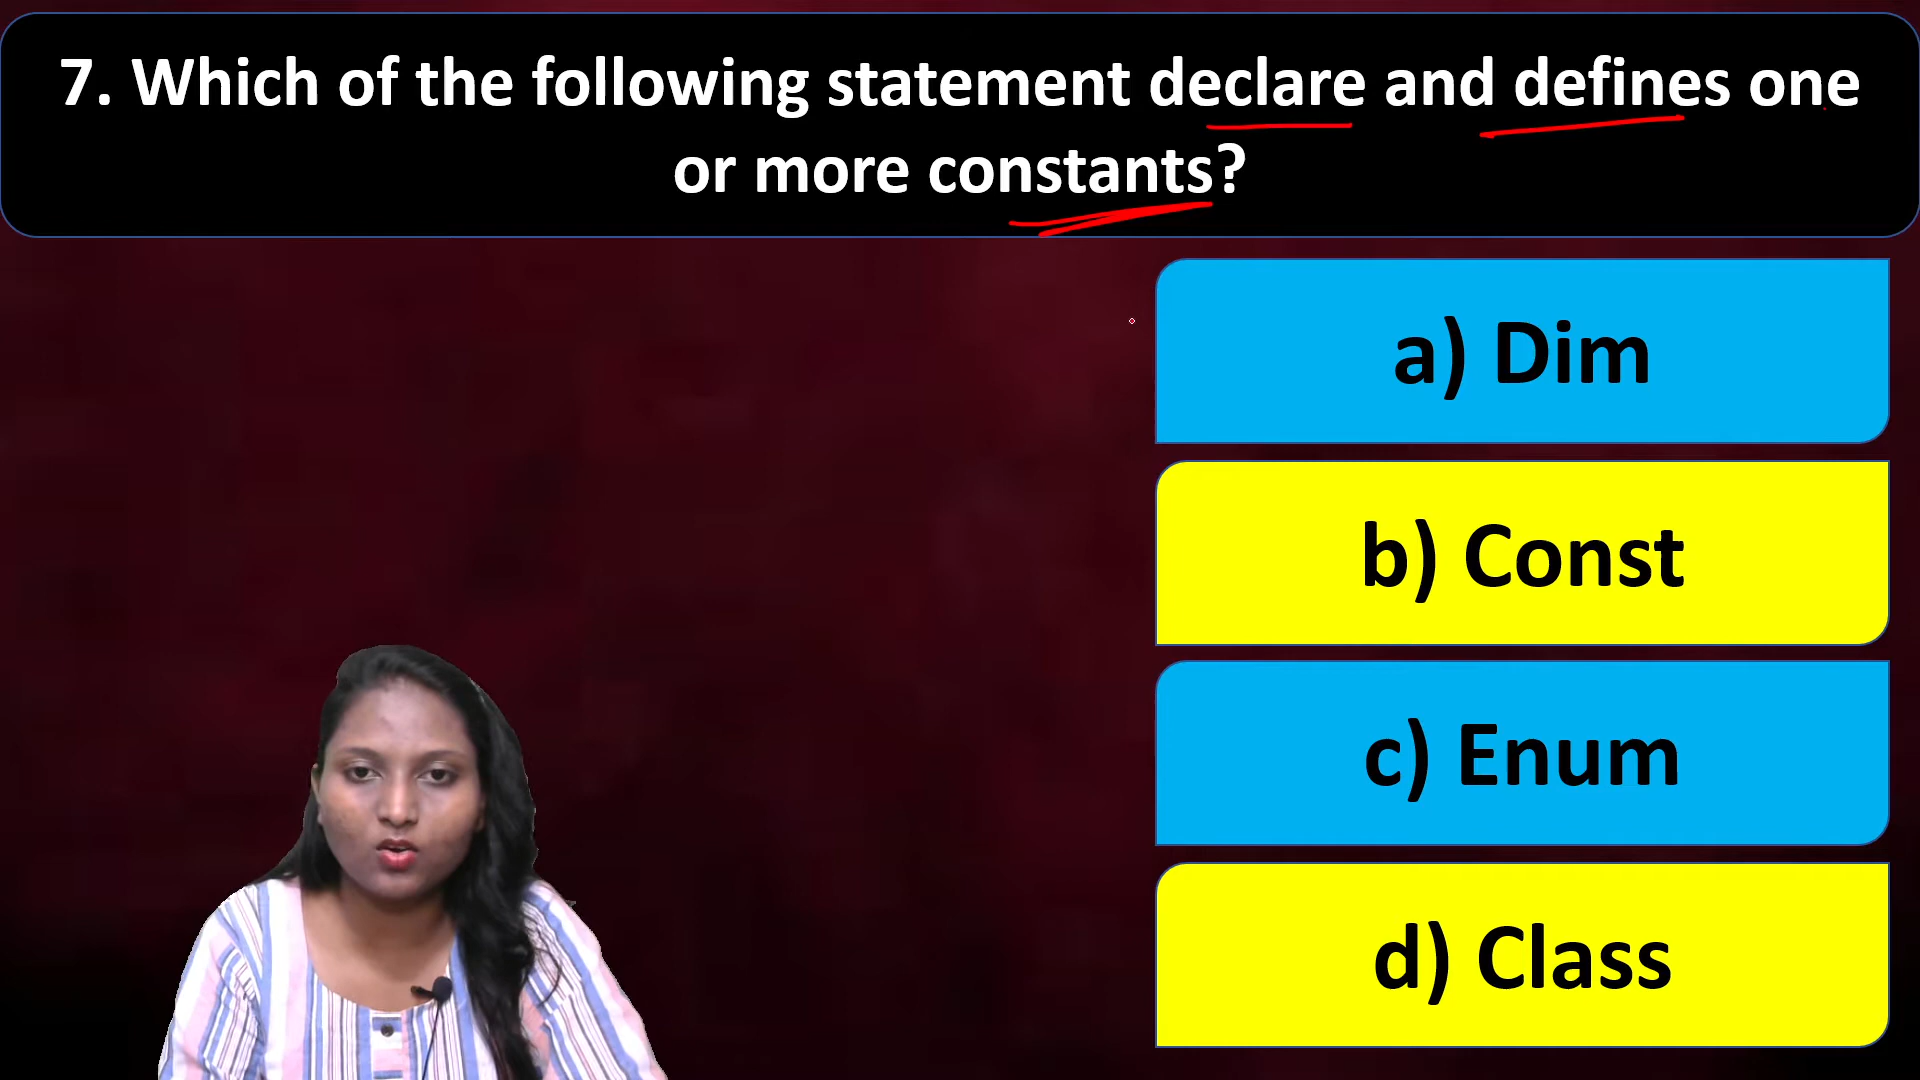 7. Which of the following statement declare and defines one
or more constants?
a) Dim
b) Const
c) Enum
d) Class